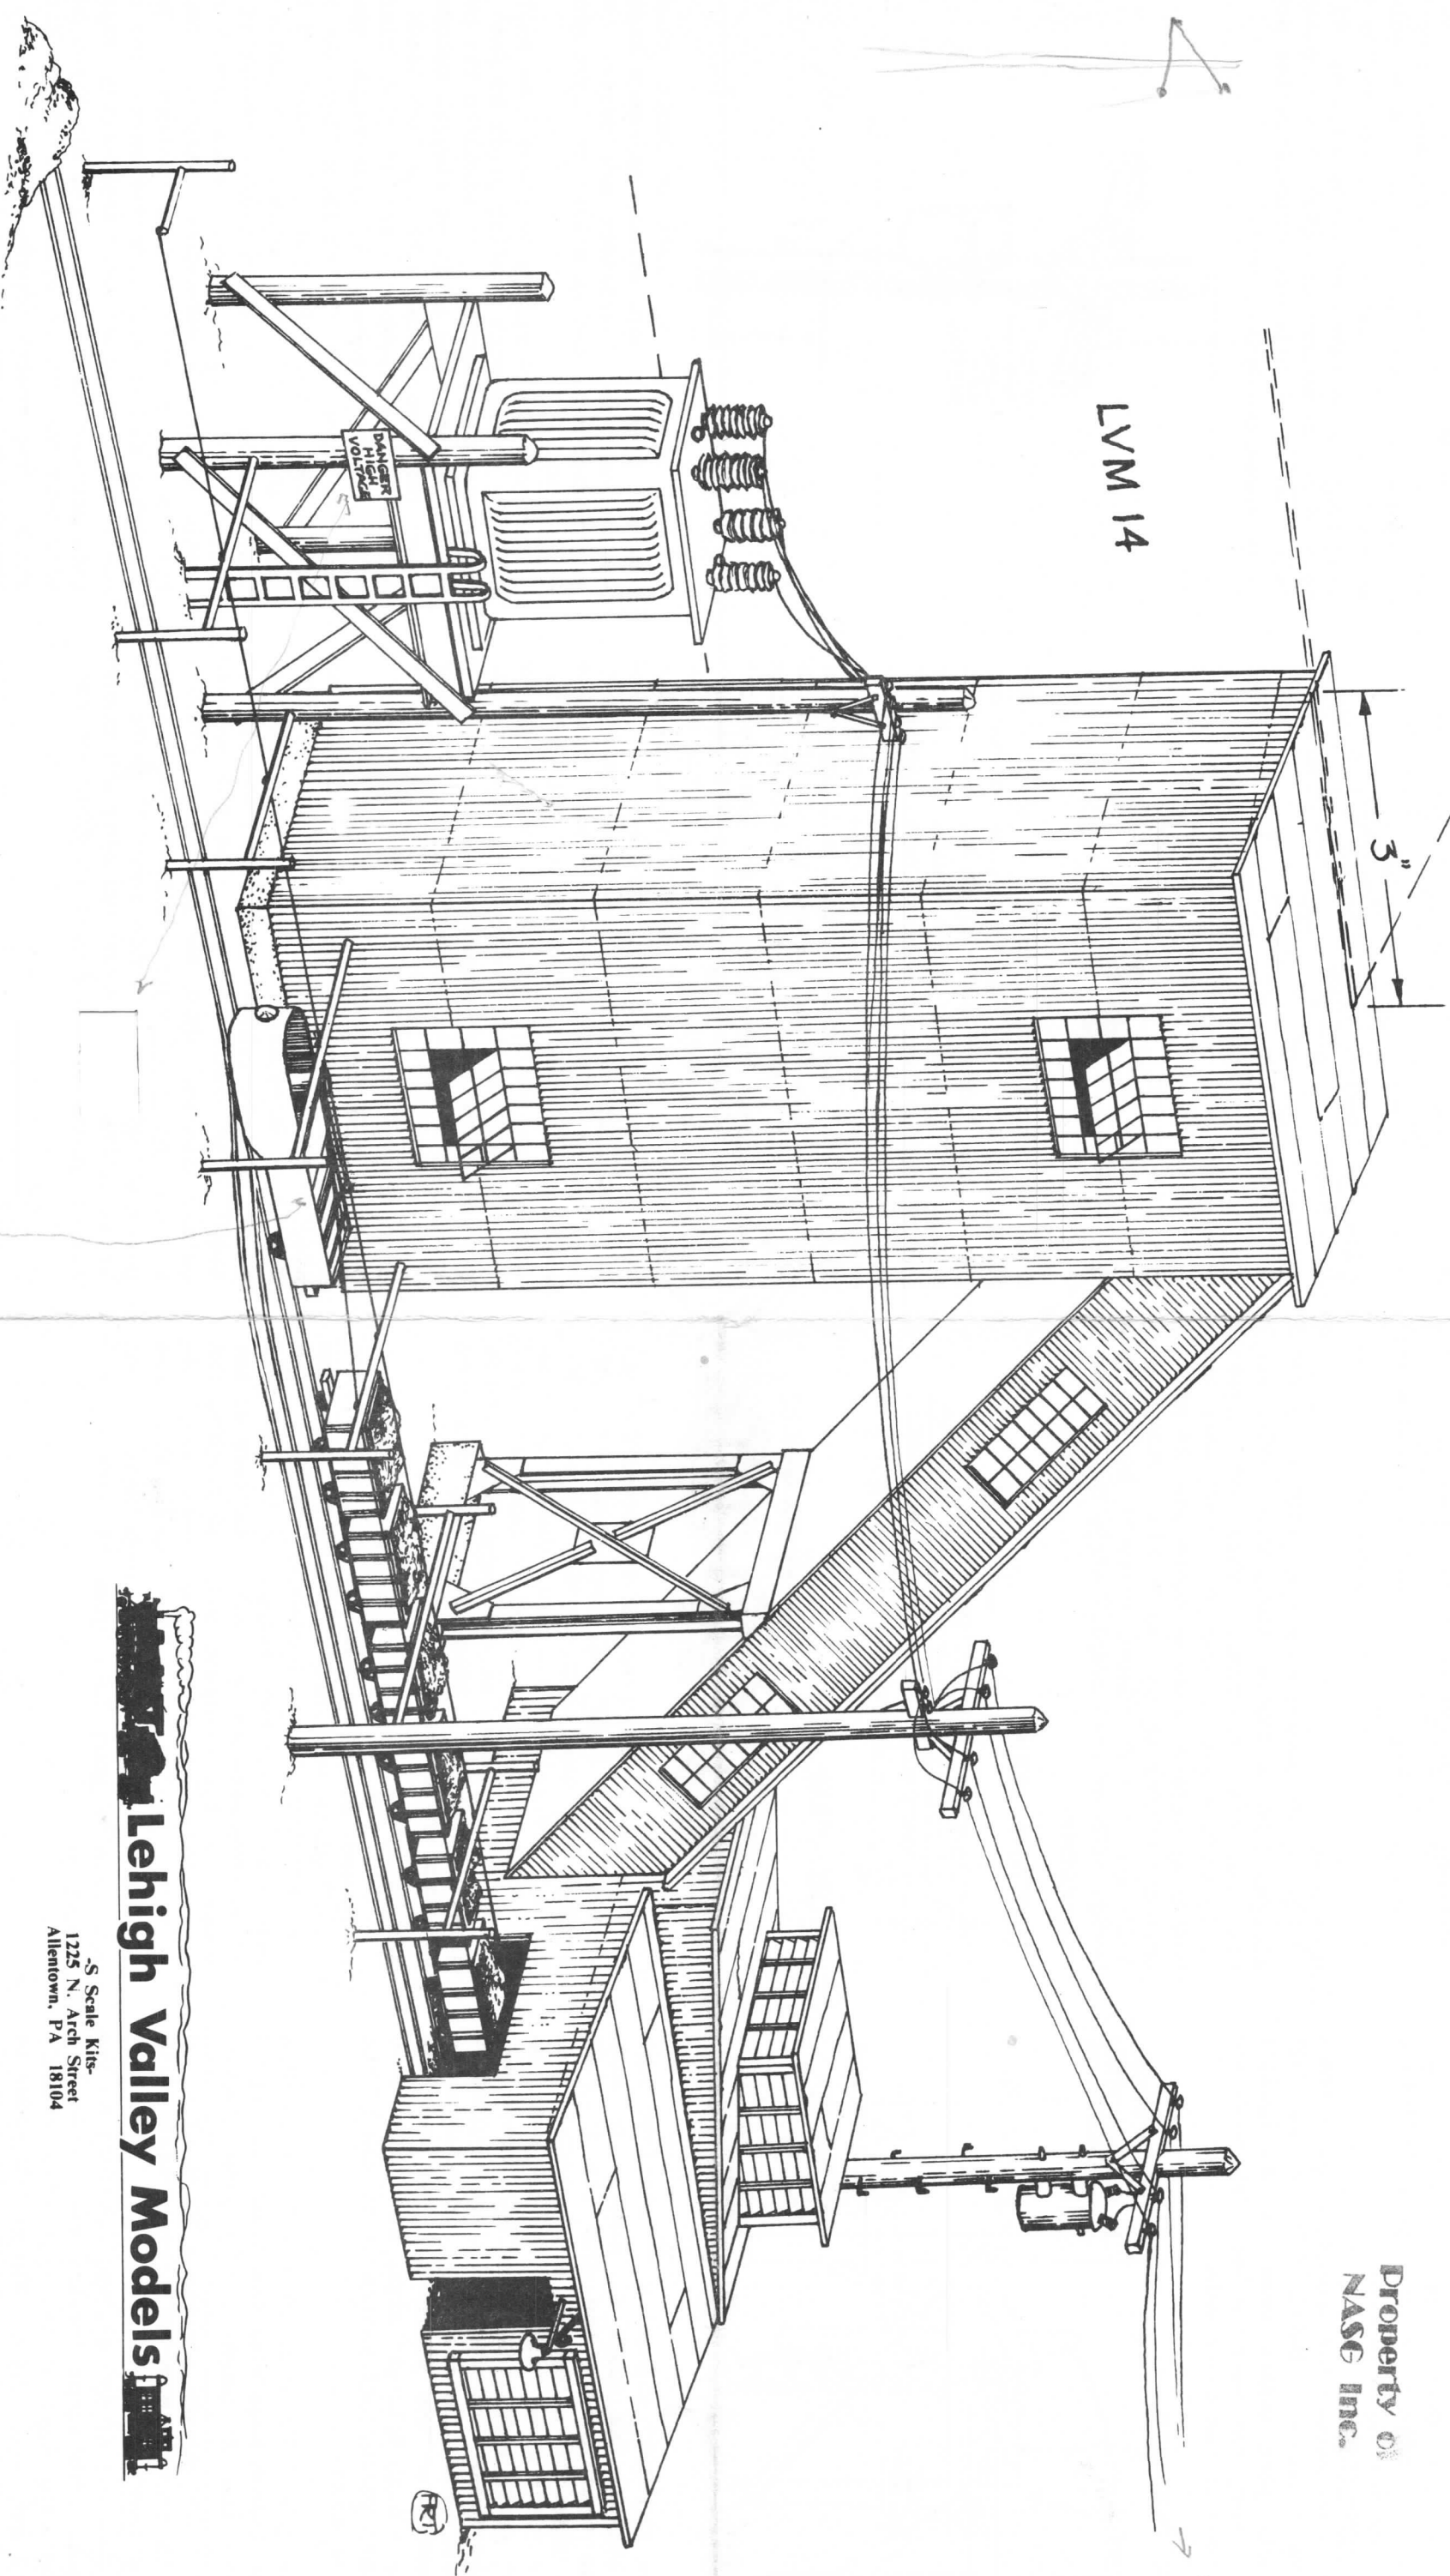 Property of
NASG Inc.
3"
LVM 14
DANGER
HIGH
VOLTAGE
Lehigh Valley Models
-S Scale Kits-
1225 N. Arch Street
Allentown, PA 18104